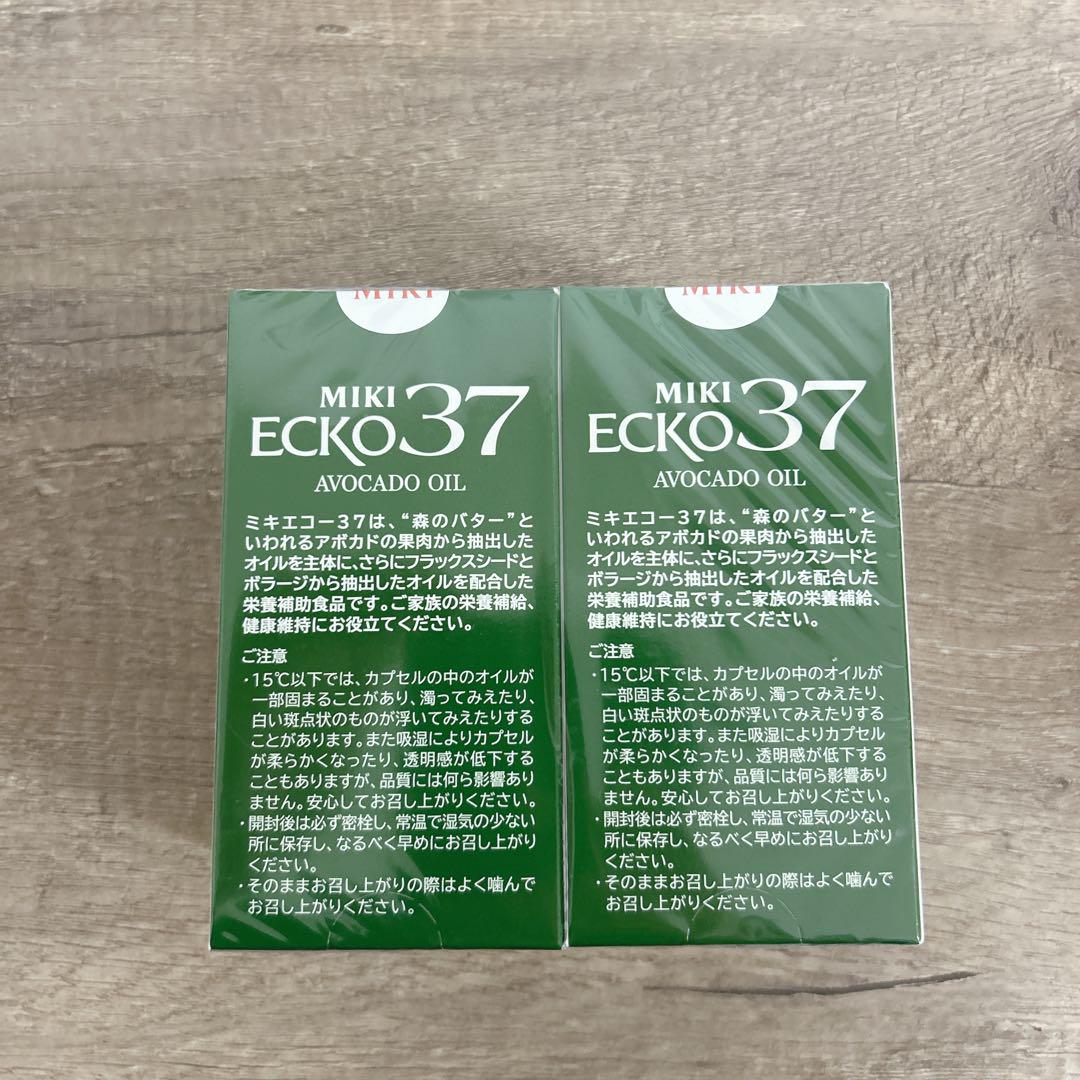 MIKI
MIKI
ECKO37
AVOCADO OIL
ミキエコー37は、“森のバター”と
いわれるアボカドの果肉から抽出した
オイルを主体に、さらにフラックスシードと
ボラージから抽出したオイルを配合した
栄養補助食品です。ご家族の栄養補給、
健康維持にお役立てください。
ご注意
・15℃以下では、カプセルの中のオイルが
一部固まることがあり、濁ってみえたり、
白い斑点状のものが浮いてみえたりする
ことがあります。また吸湿によりカプセル
が柔らかくなったり、透明感が低下する
こともありますが、品質には何ら影響あり
ません。安心してお召し上がりください。
・開封後は必ず密栓し、常温で湿気の少ない
所に保存し、なるべく早めにお召し上がり
ください。
・そのままお召し上がりの際はよく噛んで
お召し上がりください。
MIKI
MIKI
ECKO37
AVOCADO OIL
ミキエコー37は、“森のバター”と
いわれるアボカドの果肉から抽出した
オイルを主体に、さらにフラックスシードと
ボラージから抽出したオイルを配合した
栄養補助食品です。ご家族の栄養補給、
健康維持にお役立てください。
ご注意
・15℃以下では、カプセルの中のオイルが
一部固まることがあり、濁ってみえたり、
白い斑点状のものが浮いてみえたりする
ことがあります。また吸湿によりカプセル
が柔らかくなったり、透明感が低下する
こともありますが、品質には何ら影響あり
ません。安心してお召し上がりください。
・開封後は必ず密栓し、常温で湿気の少ない
所に保存し、なるべく早めにお召し上がり
ください。
・そのままお召し上がりの際はよく噛んで
お召し上がりください。